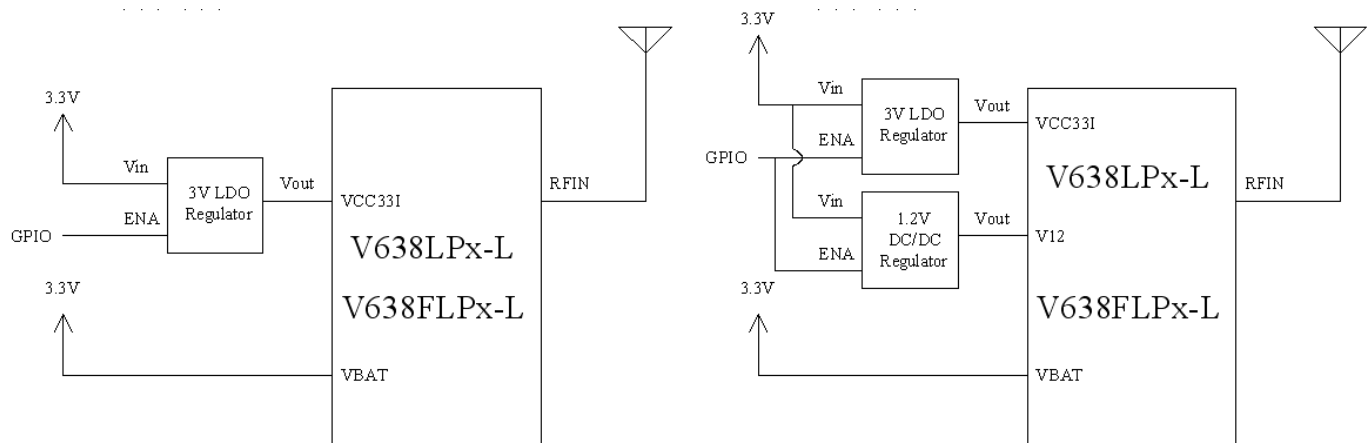 3.3V
Vin
ENA
GPIO
3V LDO
Regulator
Vout
VCC33I
V638LPx-L
V638FLPx-L
RFIN
3.3V
VBAT
3.3V
Vin
ENA
GPIO
3V LDO
Regulator
Vout
VCC33I
V638LPx-L
RFIN
Vin
ENA
1.2V
DC/DC
Regulator
Vout
V12
3.3V
V638FLPx-L
VBAT